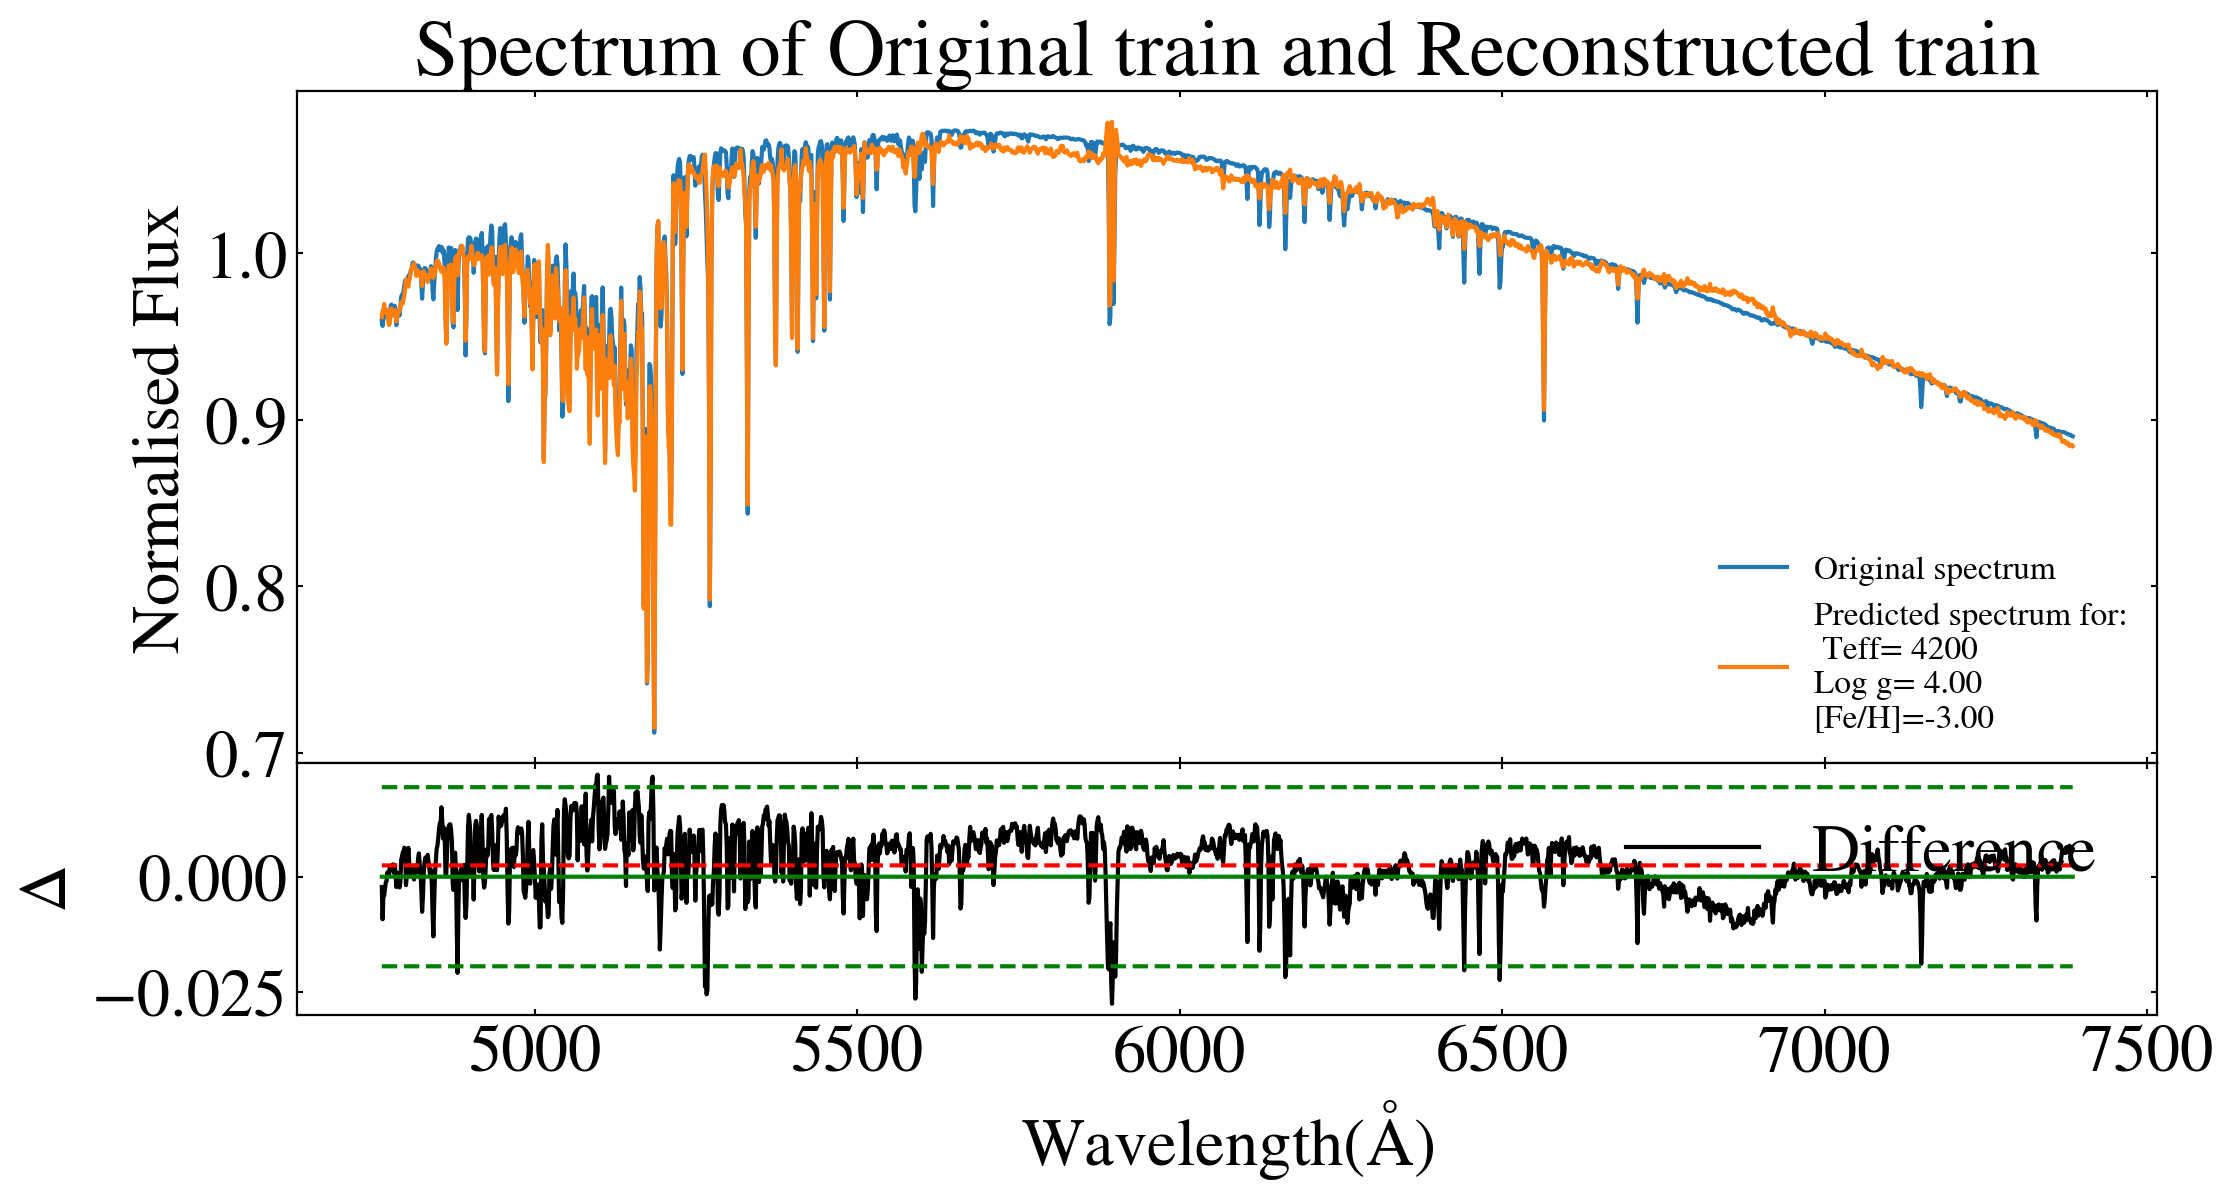 Spectrum of Original train and Reconstructed train
Normalised Flux
1.0
0.9
0.8
0.7
Original spectrum
Predicted spectrum for:
Teff= 4200
Log g= 4.00
[Fe/H]=-3.00
Δ
0.000
−0.025
Difference
5000 5500 6000 6500 7000 7500
Wavelength(Å)